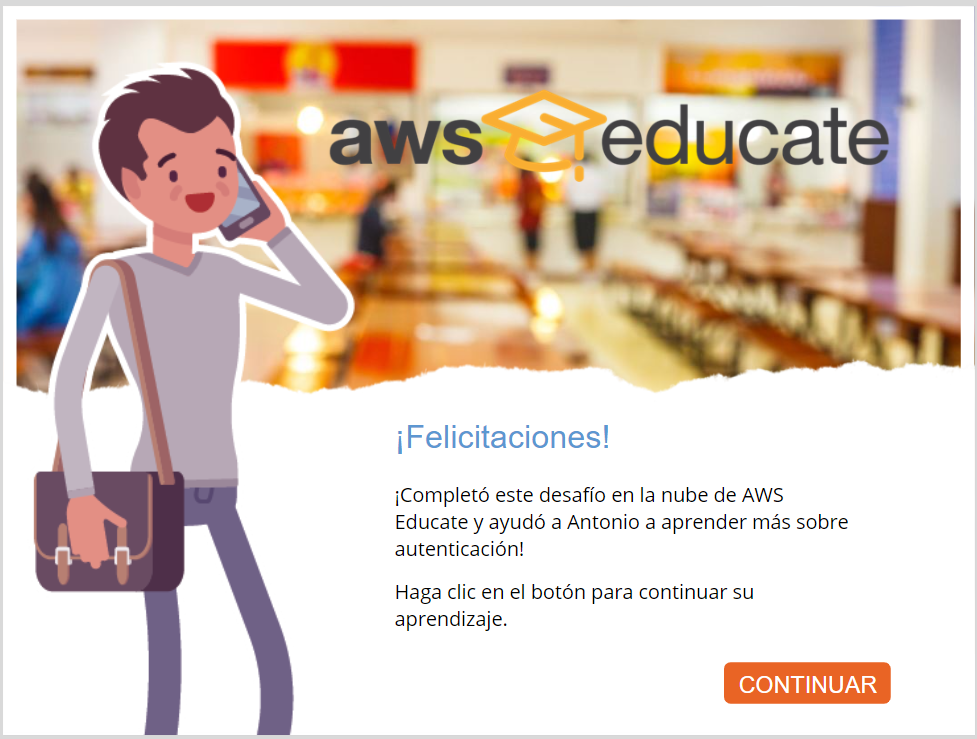 aws educate
¡Felicitaciones!
¡Completó este desafío en la nube de AWS
Educate y ayudó a Antonio a aprender más sobre
autenticación!
Haga clic en el botón para continuar su
aprendizaje.
CONTINUAR